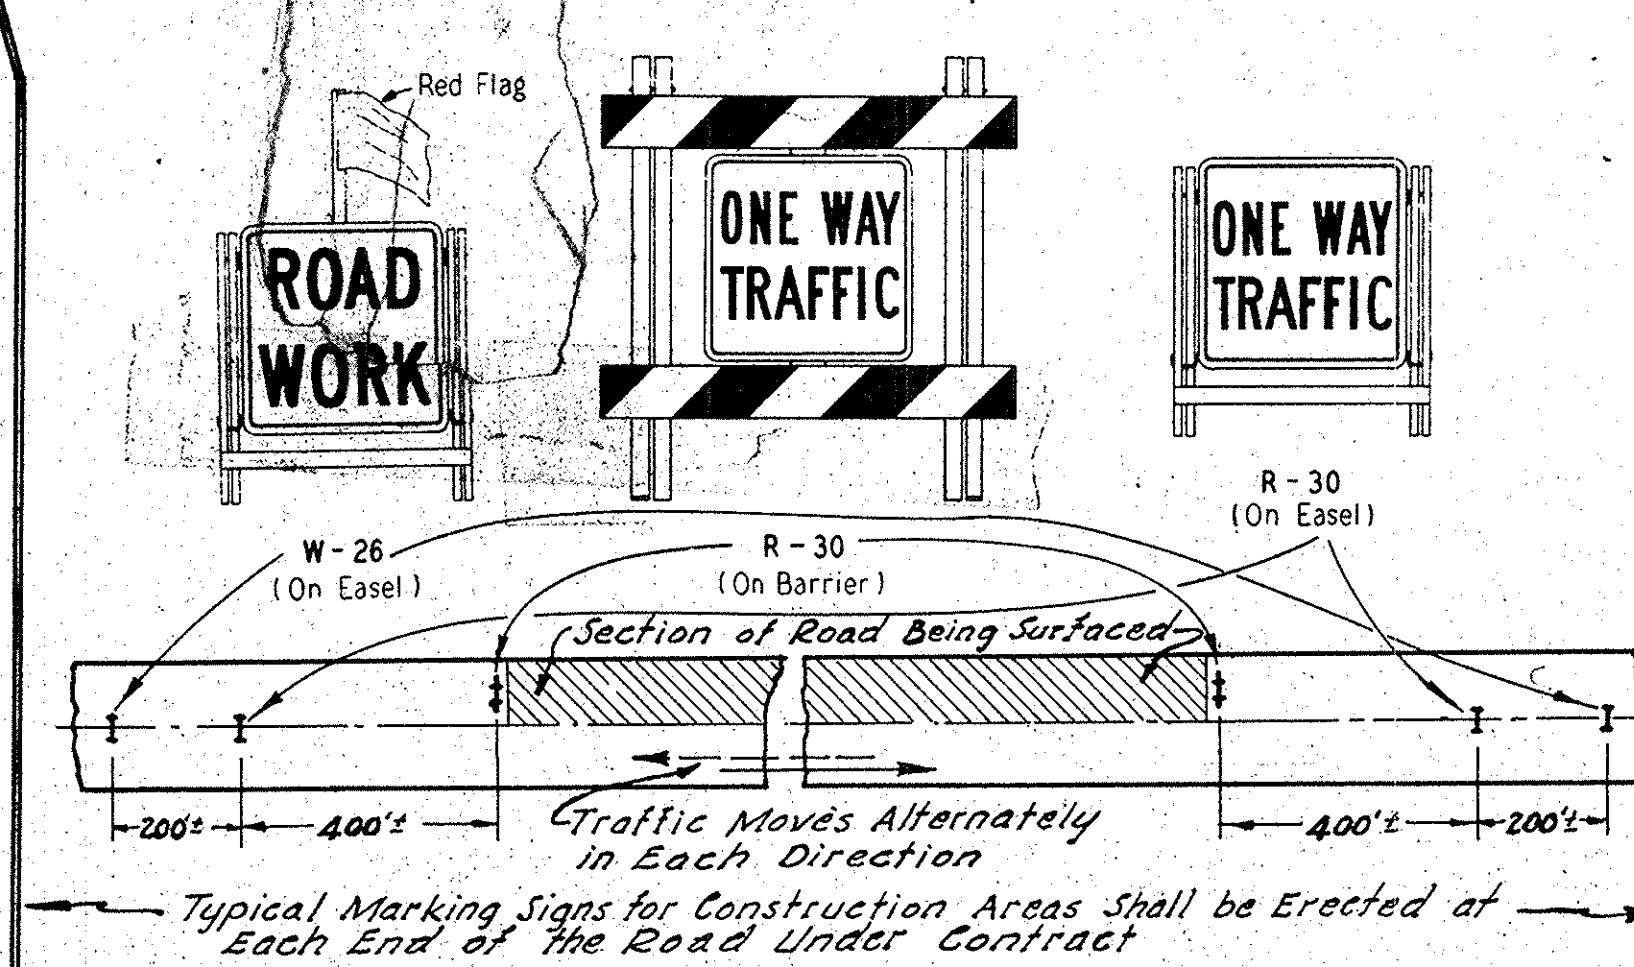 Red Flag
ROAD
WORK
ONE WAY
TRAFFIC
ONE WAY
TRAFFIC
R-30
(On Easel)
W-26
(On Easel)
R-30
(On Barrier)
Section of Road Being Surfaced
200'±
400'±
Traffic Moves Alternately
in Each Direction
400'±
200'±
Typical Marking Signs for Construction Areas Shall be Erected at
Each End of the Road Under Contract